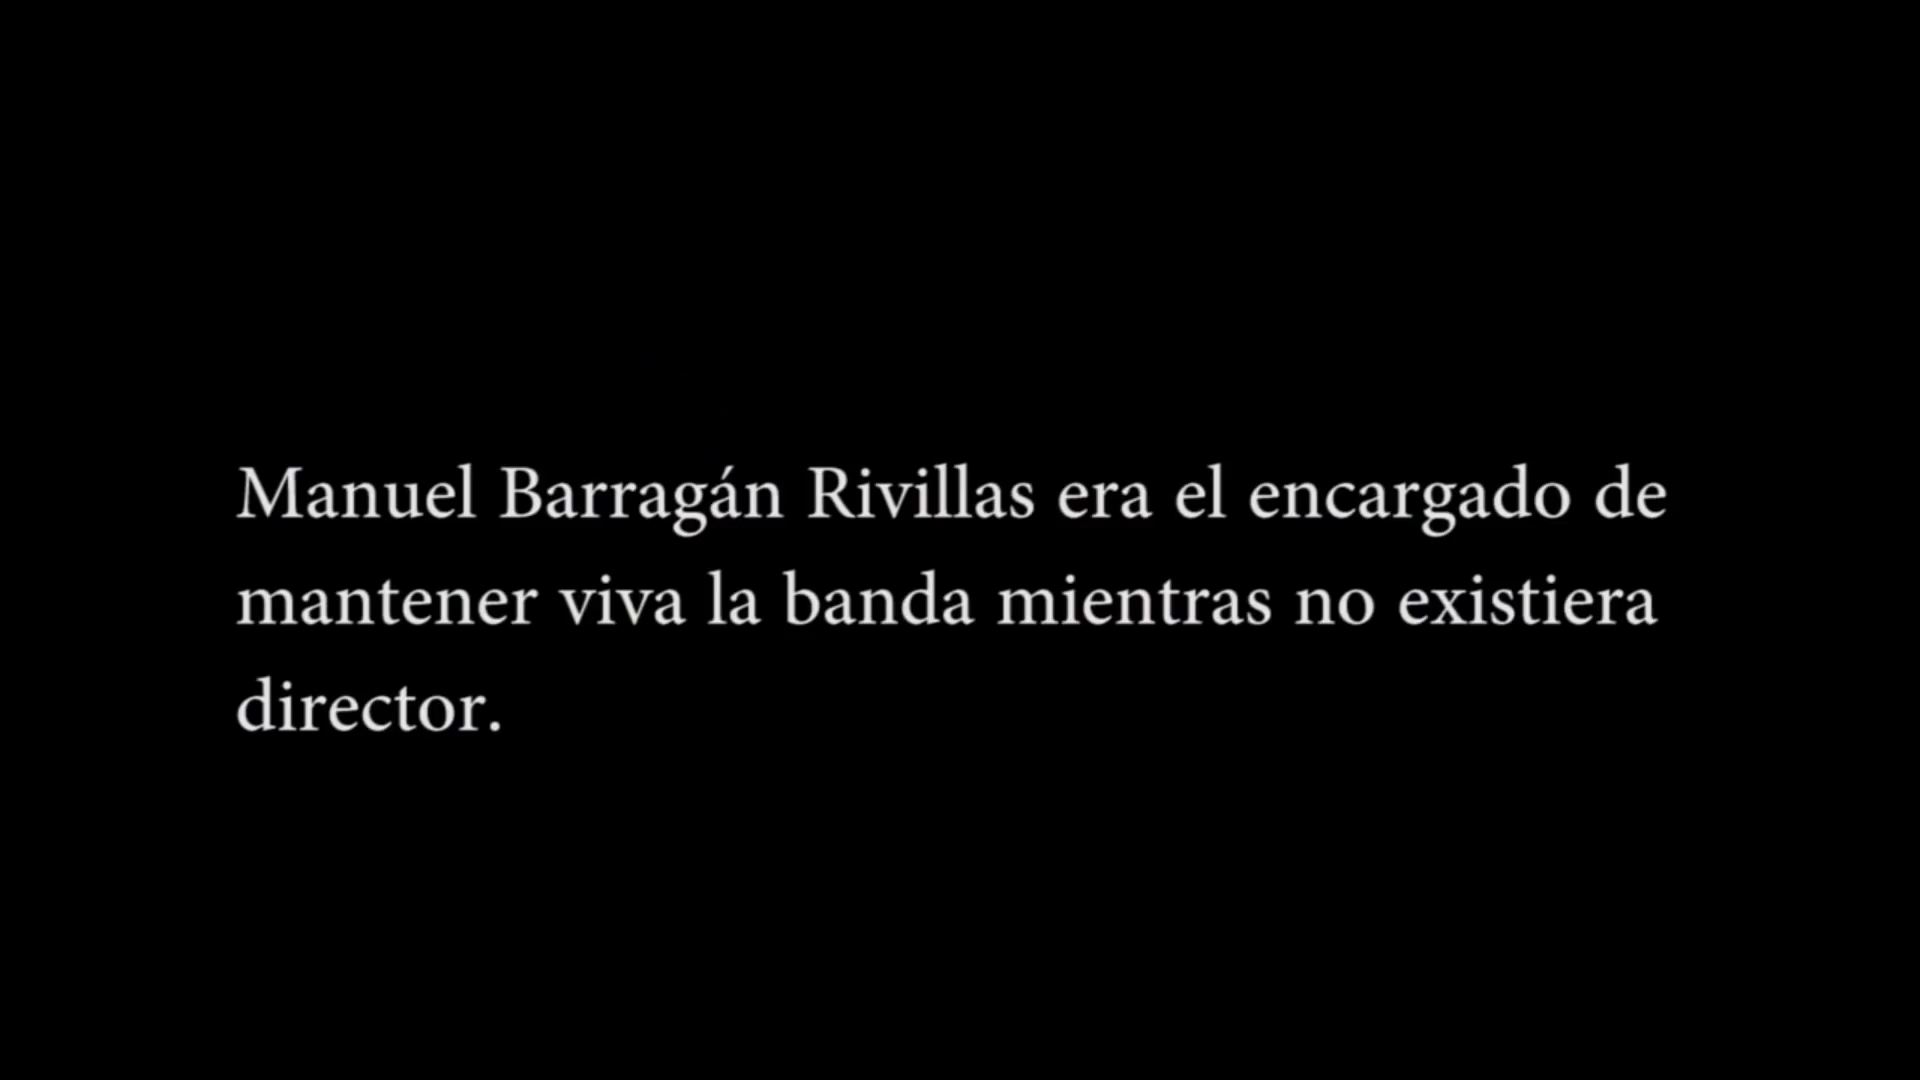 Manuel Barragán Rivillas era el encargado de
mantener viva la banda mientras no existiera
director.